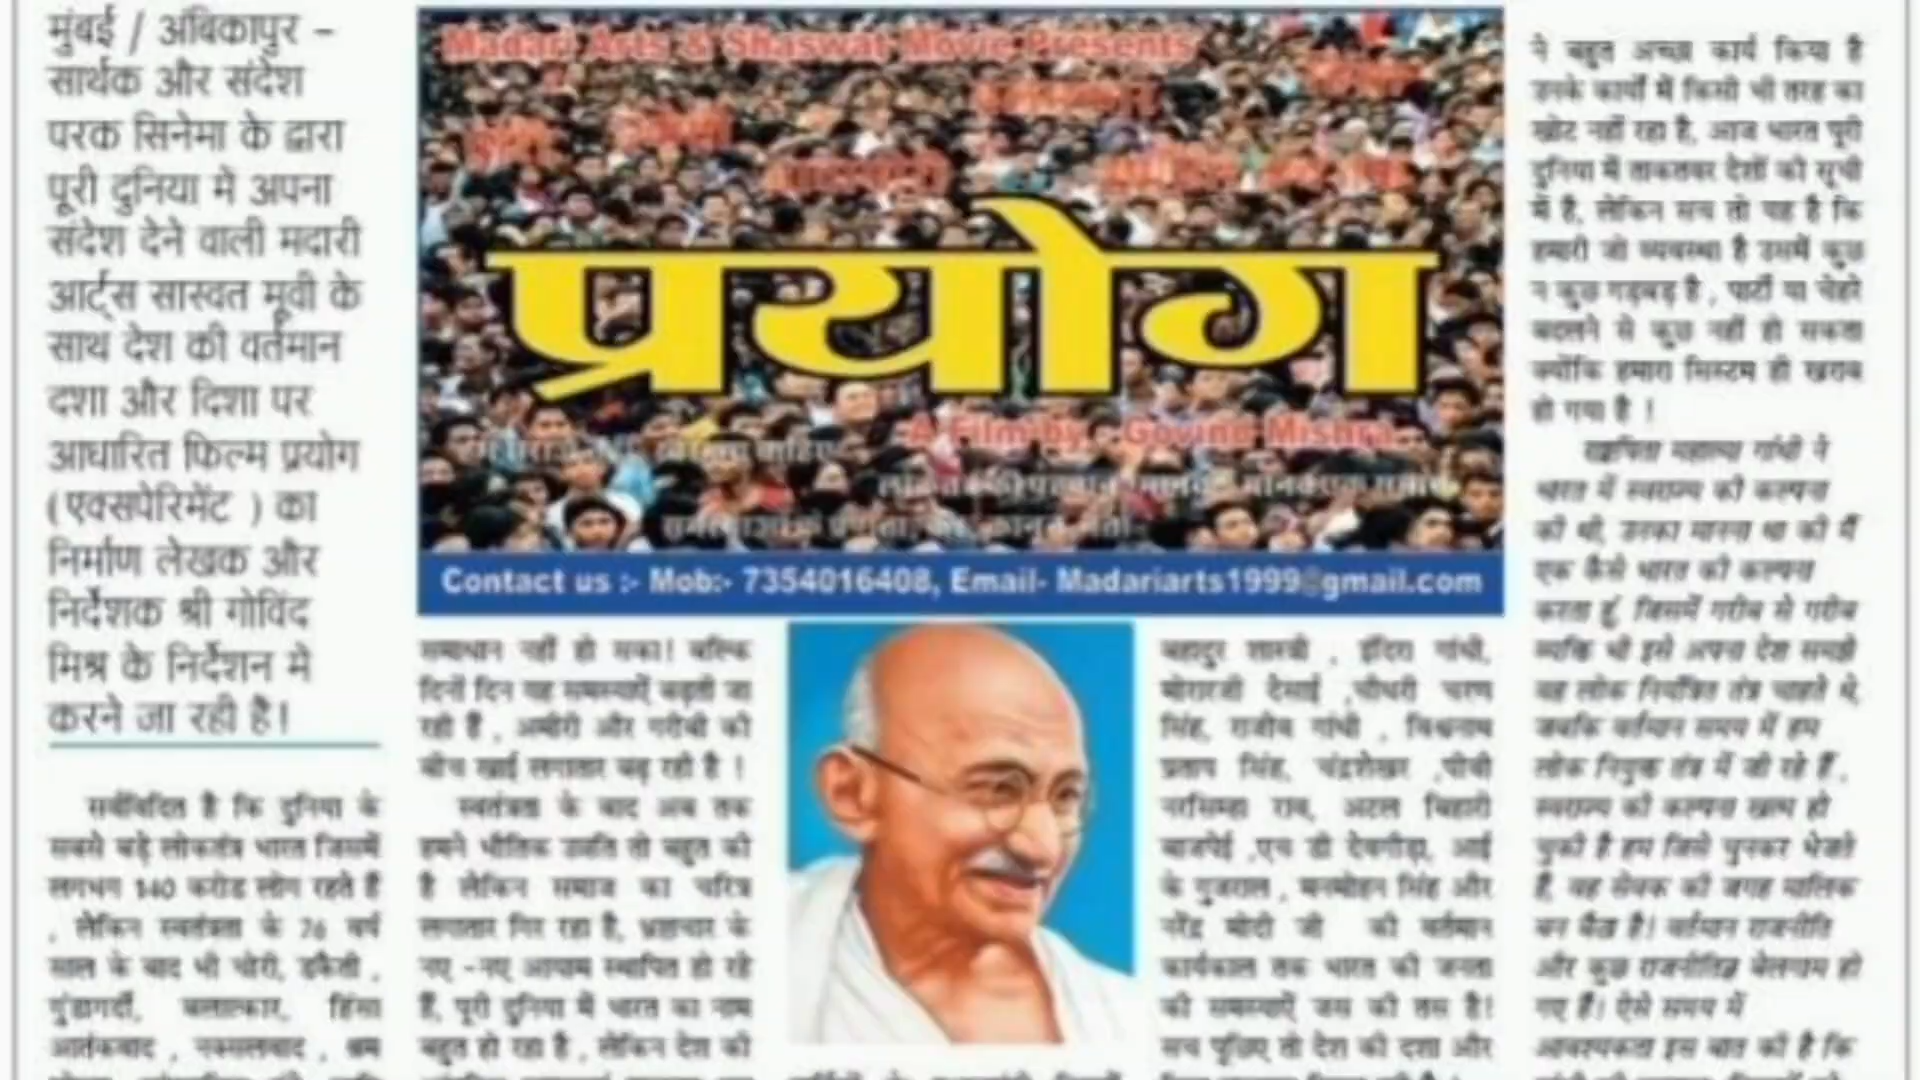 मुंबई / अंबिकापुर -
सार्थक और संदेश
परक सिनेमा के द्वारा
पूरी दुनिया में अपना
संदेश देने वाली मदारी
आर्ट्स सास्वत मूवी के
साथ देश की वर्तमान
दशा और दिशा पर
आधारित फिल्म प्रयोग
(एक्सपेरिमेंट ) का
निर्माण लेखक और
निर्देशक श्री गोविंद
मिश्र के निर्देशन मे
करने जा रही है!
सर्वविदित है कि दुनिया के
सबसे बड़े लोकतंत्र भारत जिसमें
लगभग 140 करोड लोग रहते हैं
, लेकिन स्वतंत्रता के 76 वर्ष
साल के बाद भी चोरी, डकैती ,
गुंडागर्दी, बलात्कार, हिंसा
आतंकवाद , नक्सलवाद , श्रम
Madari Arts & Shaswat Movie Presents
प्रयोग
A Film by - Govind Mishra
Contact us :- Mob:- 7354016408, Email- Madariarts1999@gmail.com
समाधान नहीं हो सका! बल्कि
दिनों दिन यह समस्याएँ बढ़ती जा
रही हैं , अमीरी और गरीबी की
बीच खाई लगातार बढ़ रही है !
स्वतंत्रता के बाद अब तक
हमने भौतिक उन्नति तो बहुत की
है लेकिन समाज का चरित्र
लगातार गिर रहा है, भ्रष्टाचार के
नए -नए आयाम स्थापित हो रहे
हैं, पूरी दुनिया में भारत का नाम
बहुत हो रहा है , लेकिन देश की
बहादुर शास्त्री , इंदिरा गांधी,
मोरारजी देसाई ,चौधरी चरण
सिंह, राजीव गांधी , विश्वनाथ
प्रताप सिंह, चंद्रशेखर ,पीवी
नरसिम्हा राव, अटल बिहारी
बाजपेई ,एच डी देवगौड़ा, आई
के गुजराल , मनमोहन सिंह और
नरेंद्र मोदी जी की वर्तमान
कार्यकाल तक भारत की जनता
की समस्याएँ जस की तस है!
सच पूछिए तो देश की दशा और
ने बहुत अच्छा कार्य किया है
उनके कार्यों में किसी भी तरह का
खोट नहीं रहा है, आज भारत पूरी
दुनिया में ताकतवर देशों की सूची
में है, लेकिन सच तो यह है कि
हमारी जो व्यवस्था है उसमें कुछ
न कुछ गड़बड़ है , पार्टी या चेहरे
बदलने से कुछ नहीं हो सकता
क्योंकि हमारा सिस्टम ही खराब
हो गया है !
राष्ट्रपिता महात्मा गांधी ने
भारत में स्वराज्य की कल्पना
की थी, उनका मानना था की मैं
एक कैसे भारत की कल्पना
करता हूं, जिसमें गरीब से गरीब
व्यक्ति भी इसे अपना देश समझे
वह लोक नियंत्रित तंत्र चाहते थे,
जबकि वर्तमान समय में हम
लोक नियुक्त तंत्र में जी रहे हैं ,
स्वराज्य की कल्पना खत्म हो
चुकी है हम जिसे चुनकर भेजते
हैं, वह सेवक की जगह मालिक
बन बैठा है! वर्तमान राजनीति
और कुछ राजनीतिज्ञ बेलगाम हो
गए हैं! ऐसे समय में
आवश्यकता इस बात की है कि